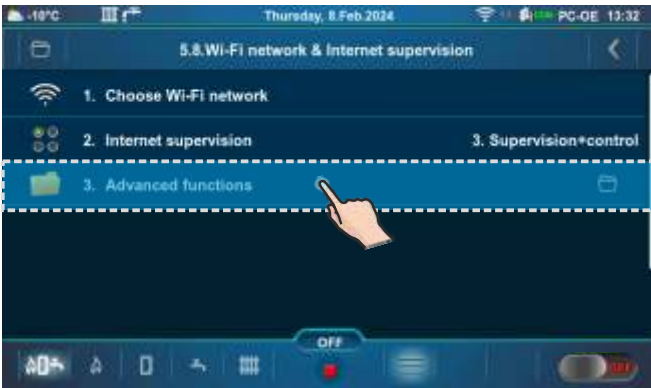 -10°C Thursday, 8.Feb.2024 PC-OE 13:32
5.8.Wi-Fi network & Internet supervision
1. Choose Wi-Fi network
2. Internet supervision 3. Supervision+control
3. Advanced functions
OFF
OFF